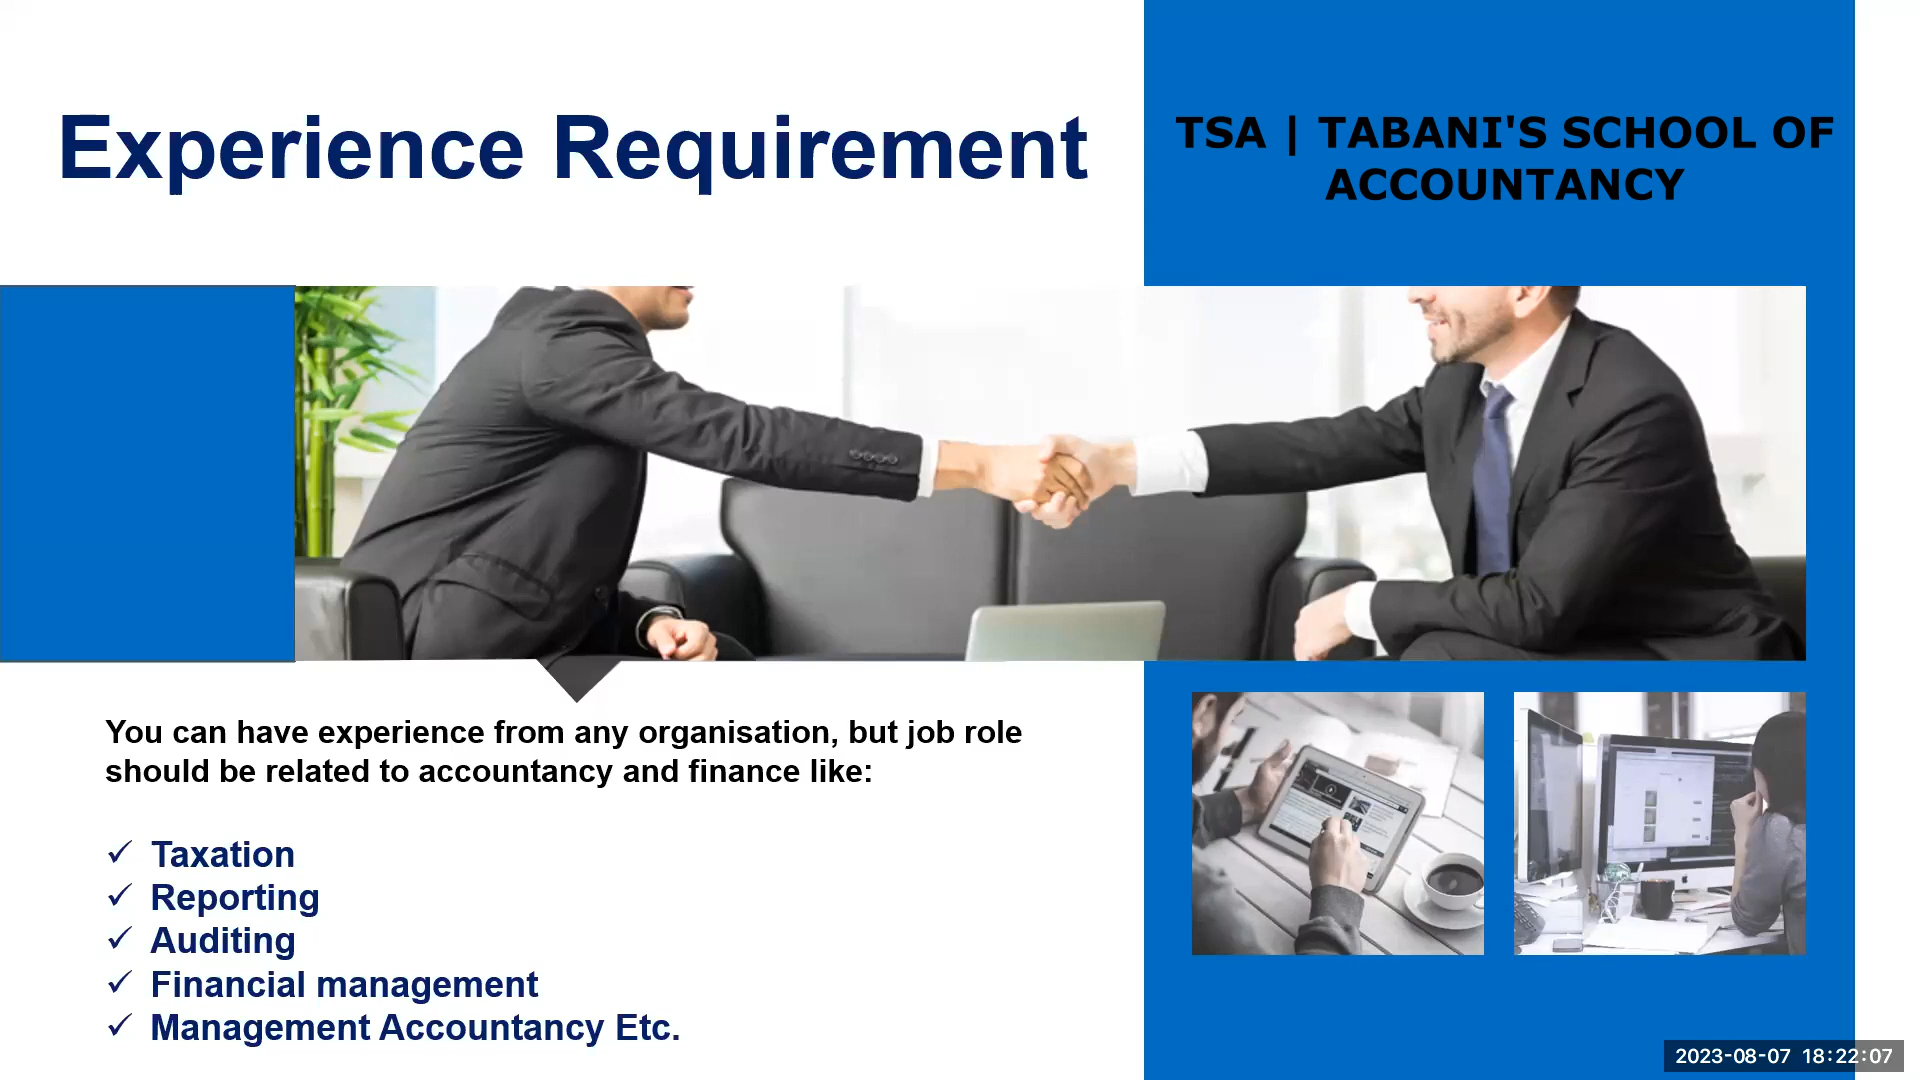 Experience Requirement
TSA | TABANI'S SCHOOL OF
ACCOUNTANCY
You can have experience from any organisation, but job role
should be related to accountancy and finance like:
✓ Taxation
✓ Reporting
✓ Auditing
✓ Financial management
✓ Management Accountancy Etc.
2023-08-07 18:22:07